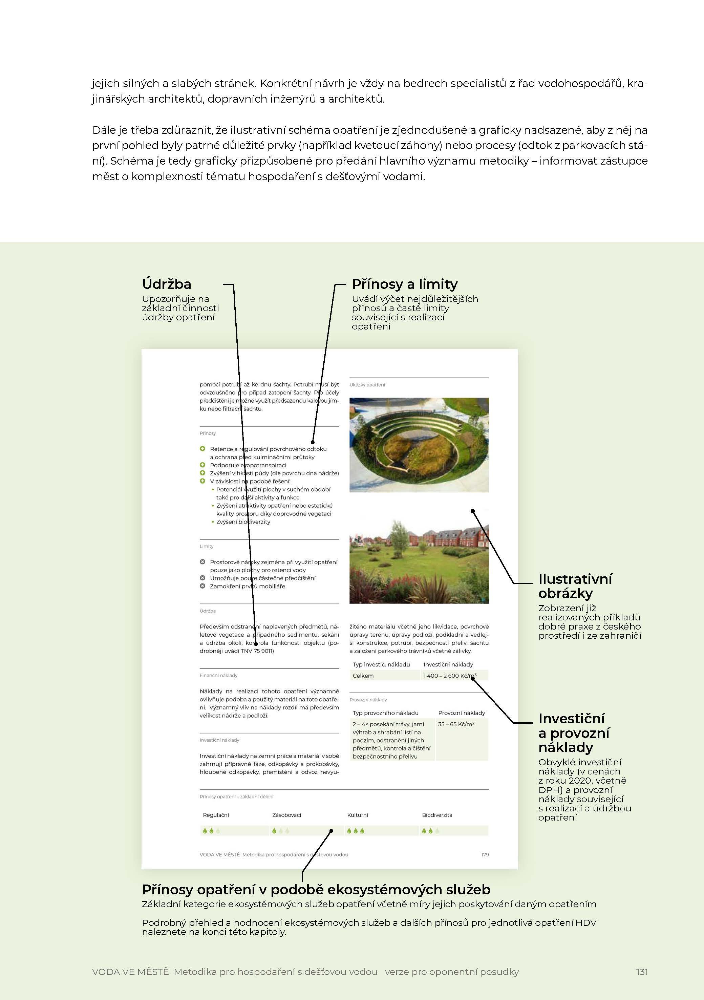 jejich silných a slabých stránek. Konkrétní návrh je vždy na bedrech specialistů z řad vodohospodářů, kra-
jinářských architektů, dopravních inženýrů a architektů.
Dále je třeba zdůraznit, že ilustrativní schéma opatření je zjednodušené a graficky nadsazené, aby z něj na
první pohled byly patrné důležité prvky (například kvetoucí záhony) nebo procesy (odtok z parkovacích stá-
ní). Schéma je tedy graficky přizpůsobené pro předání hlavního významu metodiky – informovat zástupce
měst o komplexnosti tématu hospodaření s dešťovými vodami.
Údržba
Upozorňuje na
základní činnosti
údržby opatření
Přínosy a limity
Uvádí výčet nejdůležitějších
přínosů a časté limity
související s realizací
opatření
pomocí potrubí až ke dnu šachty. Potrubí musí být
odvzdušněno pro případ zatopení šachty. Pro účely
předčištění je možné využít předsazenou kalovou jím-
ku nebo filtrační šachtu.
Přínosy
Retence a regulování povrchového odtoku
a ochrana před kulminačními průtoky
Podporuje evapotranspiraci
Zvýšení vlhkosti půdy (dle povrchu dna nádrže)
V závislosti na podobě řešení:
• Potenciál využití plochy v suchém období
také pro další aktivity a funkce
• Zvýšení atraktivity opatření nebo estetické
kvality prostoru díky doprovodné vegetaci
• Zvýšení biodiverzity
Limity
Prostorové nároky zejména při využití opatření
pouze jako plochy pro retenci vody
Umožňuje pouze částečné předčištění
Zamokření prvků mobiliáře
Údržba
Především odstranění naplavených předmětů, ná-
letové vegetace a případného sedimentu, sekání
a údržba okolí, kontrola funkčnosti objektu (po-
drobněji uvádí TNV 75 9011)
Finanční náklady
Náklady na realizaci tohoto opatření významně
ovlivňuje podoba a použitý materiál na toto opatře-
ní. Významný vliv na náklady rozdíl má především
velikost nádrže a podloží.
Investiční náklady
Investiční náklady na zemní práce a materiál v sobě
zahrnují přípravné fáze, odkopávky a prokopávky,
hloubené odkopávky, přemístění a odvoz nevyu-
Ukázky opatření
žitého materiálu včetně jeho likvidace, povrchové
úpravy terénu, úpravy podloží, podkladní a vedlej-
ší konstrukce, potrubí, bezpečností přeliv, šachtu
a založení parkového trávníků včetně zálivky.
Typ investič. nákladu Investiční náklady
Celkem 1 400 – 2 600 Kč/m³
Provozní náklady
Typ provozního nákladu Provozní náklady
2 – 4× posekání trávy, jarní 35 – 65 Kč/m²
výhrab a shrabání listí na
podzim, odstranění jiných
předmětů, kontrola a čištění
bezpečnostního přelivu
Přínosy opatření – základní dělení
Regulační Zásobovací Kulturní Biodiverzita
VODA VE MĚSTĚ Metodika pro hospodaření s dešťovou vodou 179
Ilustrativní
obrázky
Zobrazení již
realizovaných příkladů
dobré praxe z českého
prostředí i ze zahraničí
Investiční
a provozní
náklady
Obvyklé investiční
náklady (v cenách
z roku 2020, včetně
DPH) a provozní
náklady související
s realizací a údržbou
opatření
Přínosy opatření v podobě ekosystémových služeb
Základní kategorie ekosystémových služeb opatření včetně míry jejich poskytování daným opatřením
Podrobný přehled a hodnocení ekosystémových služeb a dalších přínosů pro jednotlivá opatření HDV
naleznete na konci této kapitoly.
VODA VE MĚSTĚ Metodika pro hospodaření s dešťovou vodou verze pro oponentní posudky 131